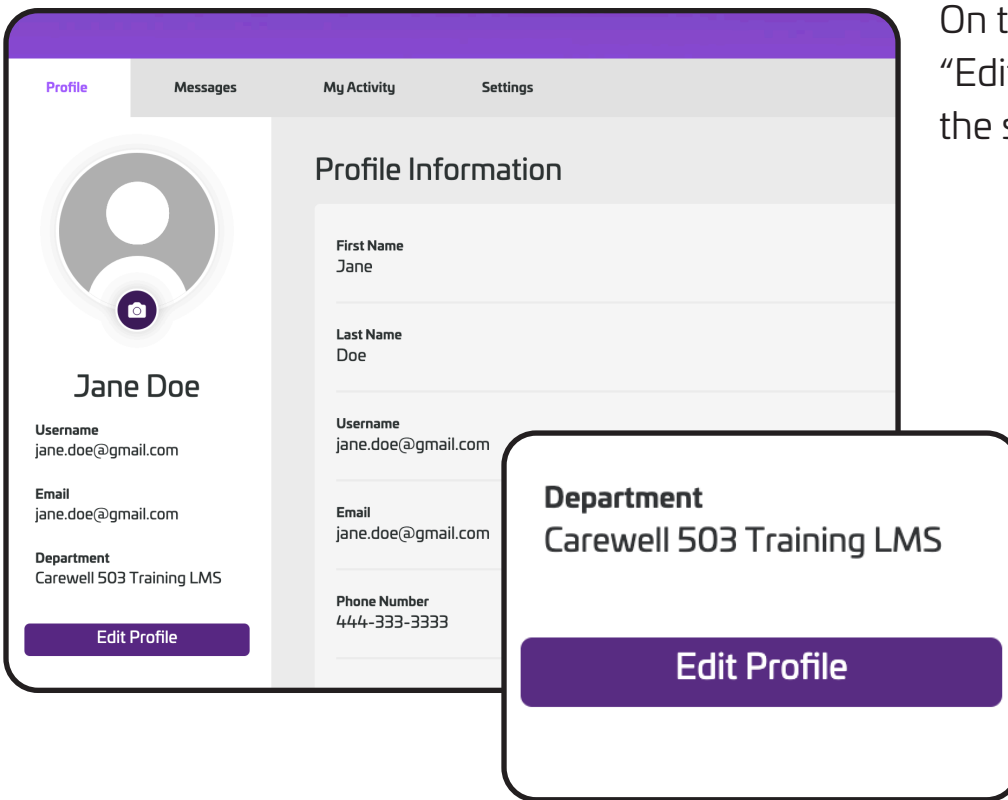 Profile Messages My Activity Settings
Jane Doe
Username
jane.doe@gmail.com
Email
jane.doe@gmail.com
Department
Carewell 503 Training LMS
Edit Profile
Profile Information
First Name
Jane
Last Name
Doe
Username
jane.doe@gmail.com
Email
jane.doe@gmail.com
Phone Number
444-333-3333
Department
Carewell 503 Training LMS
Edit Profile
On
the